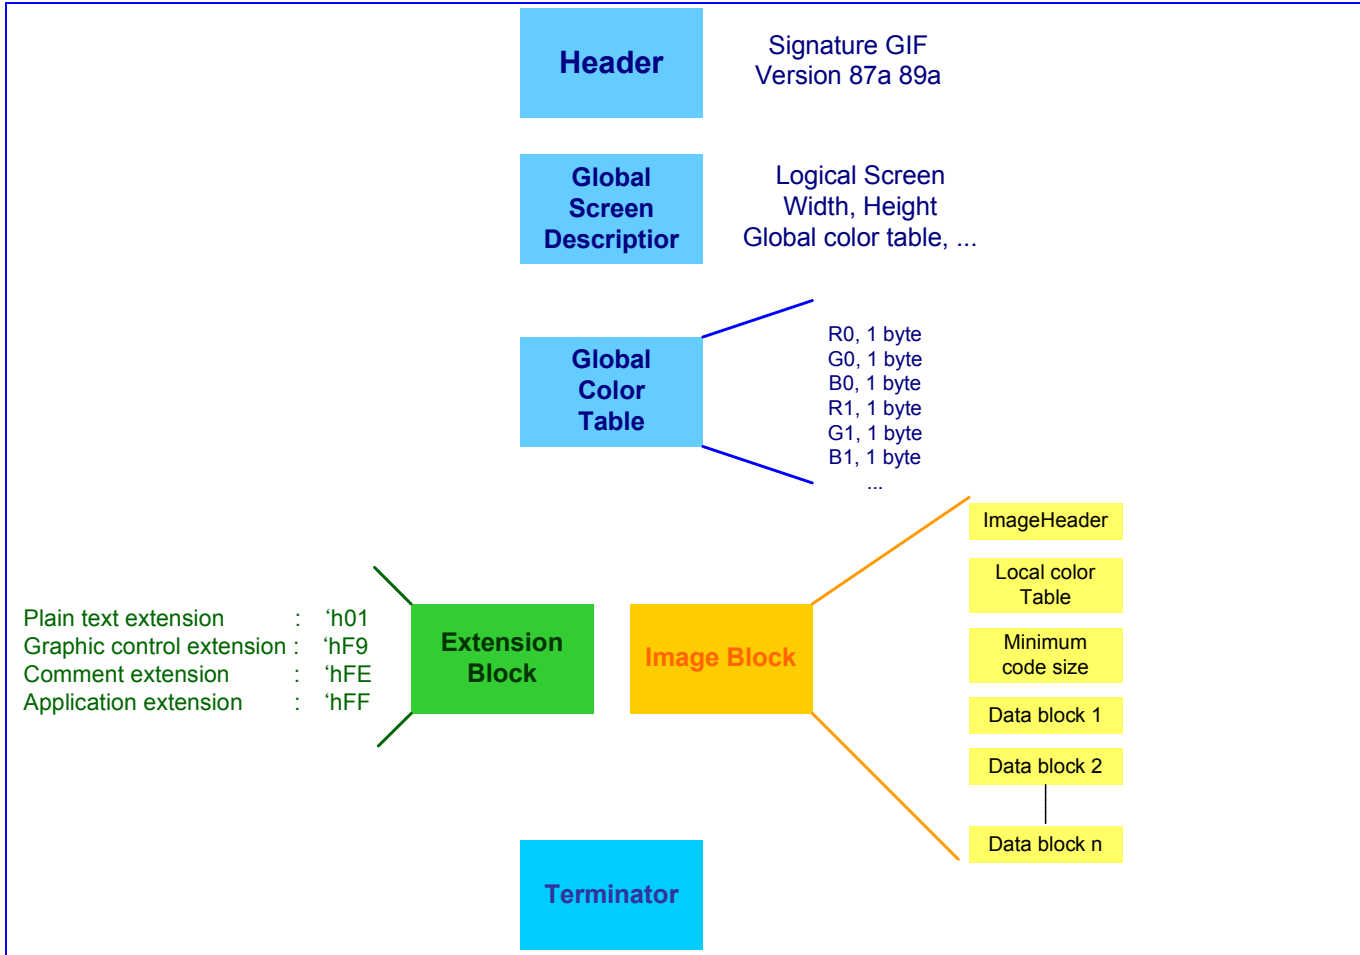 Header
Signature GIF
Version 87a 89a
Global
Screen
Descriptior
Logical Screen
Width, Height
Global color table, ...
Global
Color
Table
R0, 1 byte
G0, 1 byte
B0, 1 byte
R1, 1 byte
G1, 1 byte
B1, 1 byte
...
Plain text extension : ‘h01
Graphic control extension : ‘hF9
Comment extension : ‘hFE
Application extension : ‘hFF
Extension
Block
Image Block
ImageHeader
Local color
Table
Minimum
code size
Data block 1
Data block 2
Data block n
Terminator